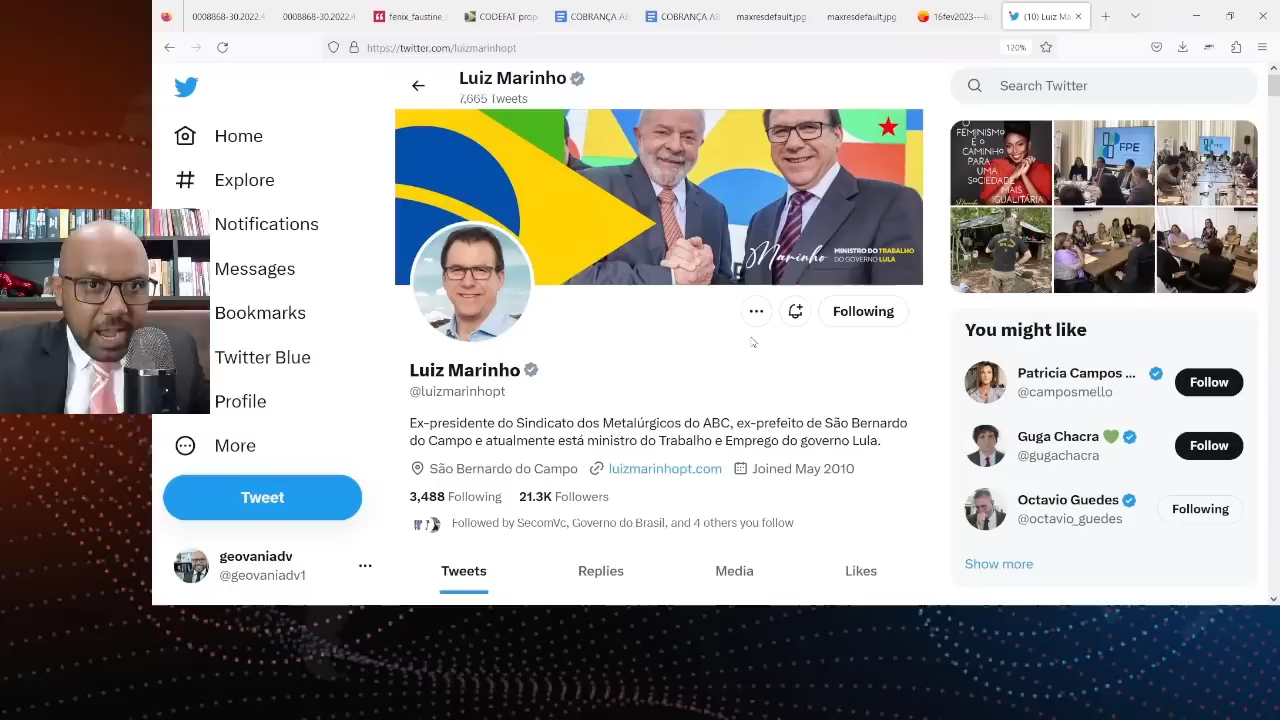 0008868-30.2022.4
0008868-30.2022.4
fenix_faustine_
CODEFAT prop
COBRANÇA AB
COBRANÇA AB
maxresdefault.jpg
maxresdefault.jpg
16fev2023---lu
(10) Luiz Ma
https://twitter.com/luizmarinhopt
120%
Home
Explore
Notifications
Messages
Bookmarks
Twitter Blue
Profile
More
Tweet
geovaniadv
@geovaniadv1
Luiz Marinho
7,665 Tweets
Marinho
MINISTRO DO TRABALHO
DO GOVERNO LULA
Following
Luiz Marinho
@luizmarinhopt
Ex-presidente do Sindicato dos Metalúrgicos do ABC, ex-prefeito de São Bernardo
do Campo e atualmente está ministro do Trabalho e Emprego do governo Lula.
São Bernardo do Campo luizmarinhopt.com Joined May 2010
3,488 Following 21.3K Followers
Followed by SecomVc, Governo do Brasil, and 4 others you follow
Tweets Replies Media Likes
Search Twitter
O
FEMINISMO
É O
CAMINHO
PARA
UMA
SOCIEDADE
MAIS
IGUALITÁRIA
FPE
FPE
You might like
Patricia Campos ...
@camposmello
Follow
Guga Chacra
@gugachacra
Follow
Octavio Guedes
@octavio_guedes
Following
Show more